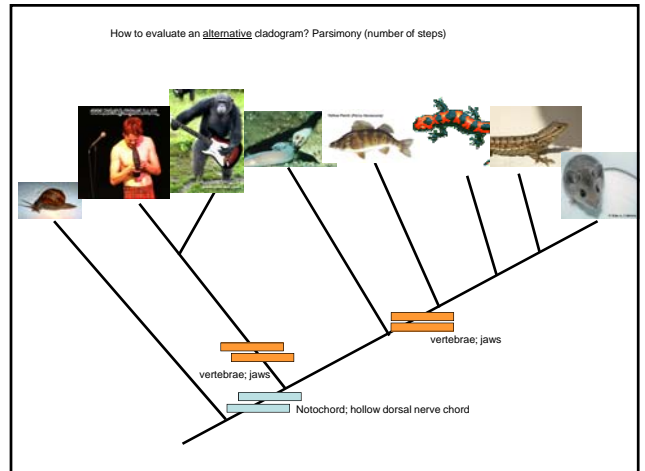 How to evaluate an alternative cladogram? Parsimony (number of steps)
vertebrae; jaws
vertebrae; jaws
Notochord; hollow dorsal nerve chord